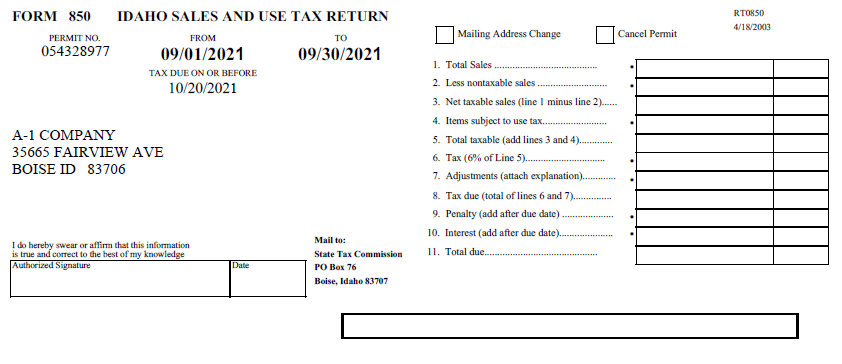 FORM 850 IDAHO SALES AND USE TAX RETURN
PERMIT NO. FROM TO
054328977 09/01/2021 09/30/2021
TAX DUE ON OR BEFORE
10/20/2021
A-1 COMPANY
35665 FAIRVIEW AVE
BOISE ID 83706
I do hereby swear or affirm that this information
is true and correct to the best of my knowledge
Authorized Signature Date
Mail to:
State Tax Commission
PO Box 76
Boise, Idaho 83707
RT0850
4/18/2003
Mailing Address Change Cancel Permit
1. Total Sales .......................................
2. Less nontaxable sales ..........................
3. Net taxable sales (line 1 minus line 2)......
4. Items subject to use tax........................
5. Total taxable (add lines 3 and 4).............
6. Tax (6% of Line 5)..............................
7. Adjustments (attach explanation).............
8. Tax due (total of lines 6 and 7)...............
9. Penalty (add after due date) ....................
10. Interest (add after due date)....................
11. Total due...........................................